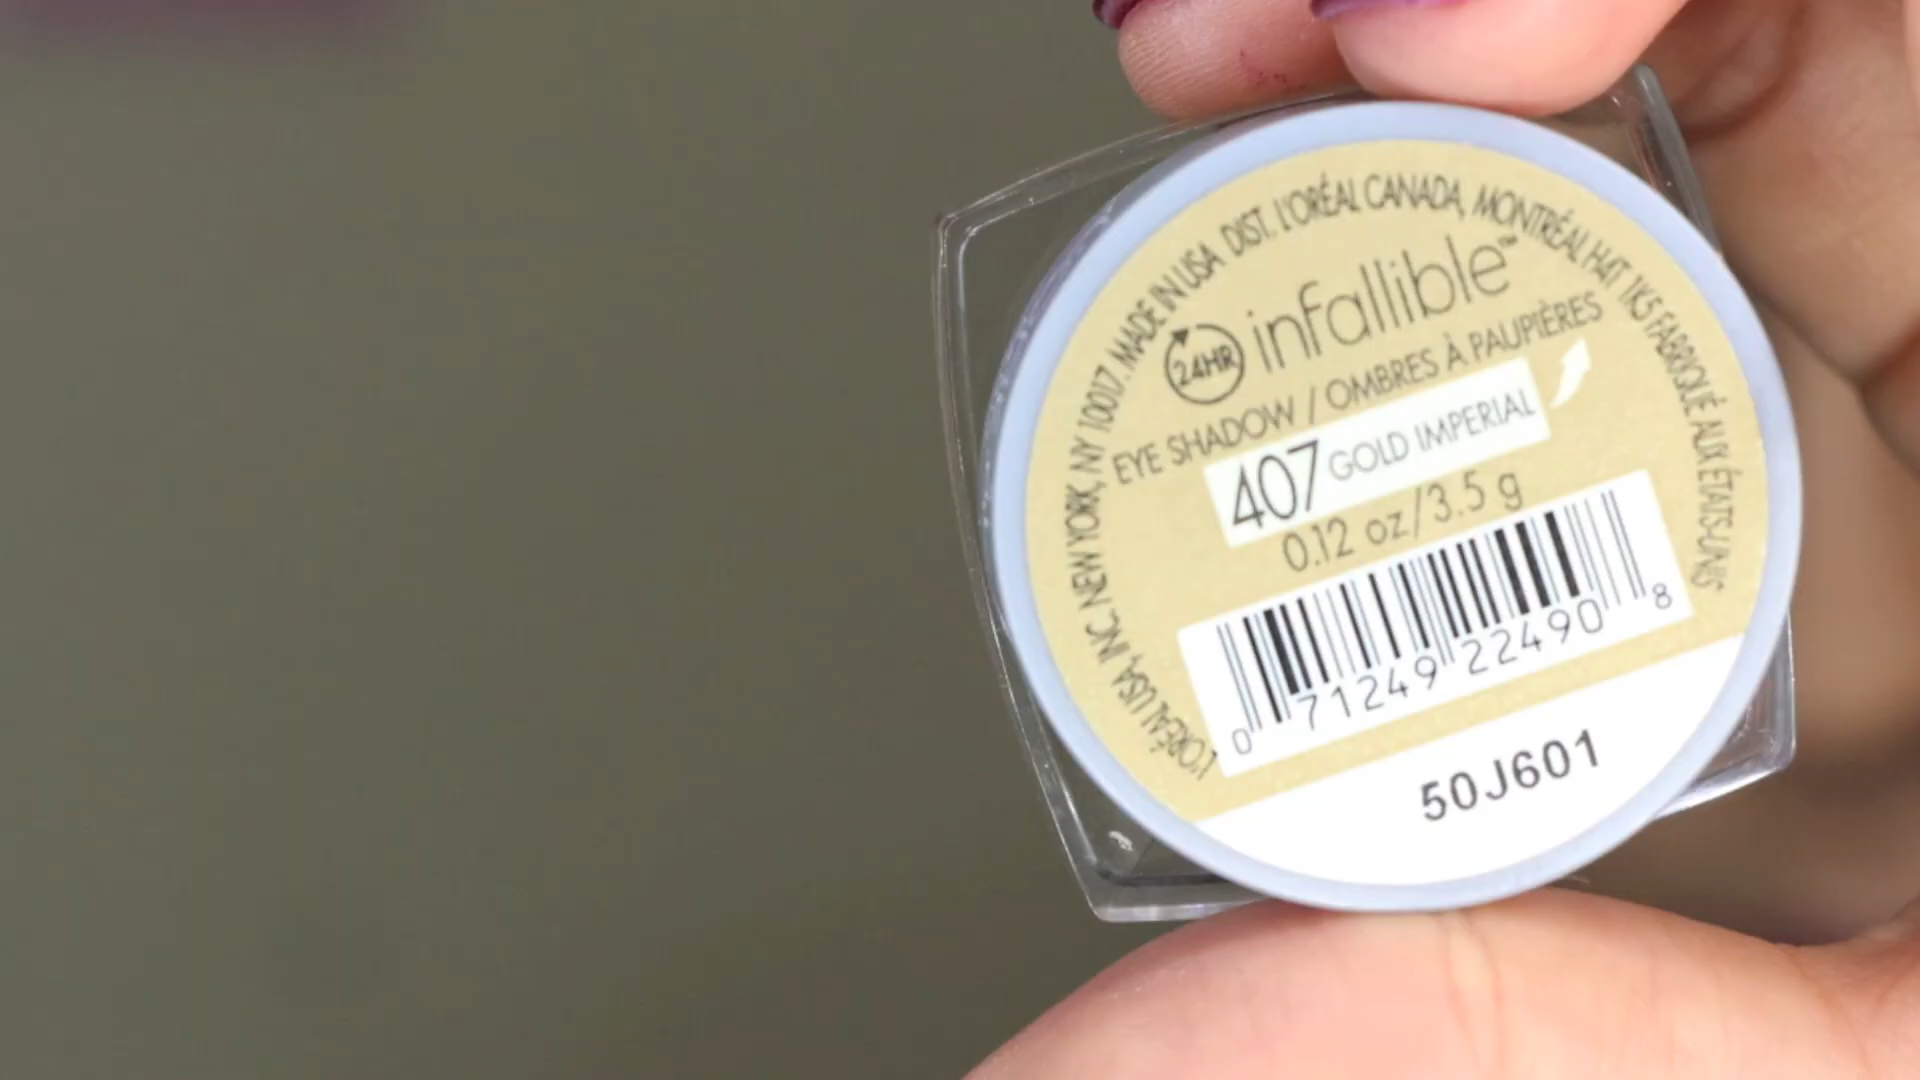 L'ORÉAL USA, INC. NEW YORK, NY 10017. MADE IN USA DIST. L'ORÉAL CANADA, MONTRÉAL H4T 1K5 FABRIQUÉ AUX ÉTATS-UNIS
24HR infallible
EYE SHADOW / OMBRES À PAUPIÈRES
407 GOLD IMPERIAL
0.12 oz/3.5 g
0 71249 22490 8
50J601